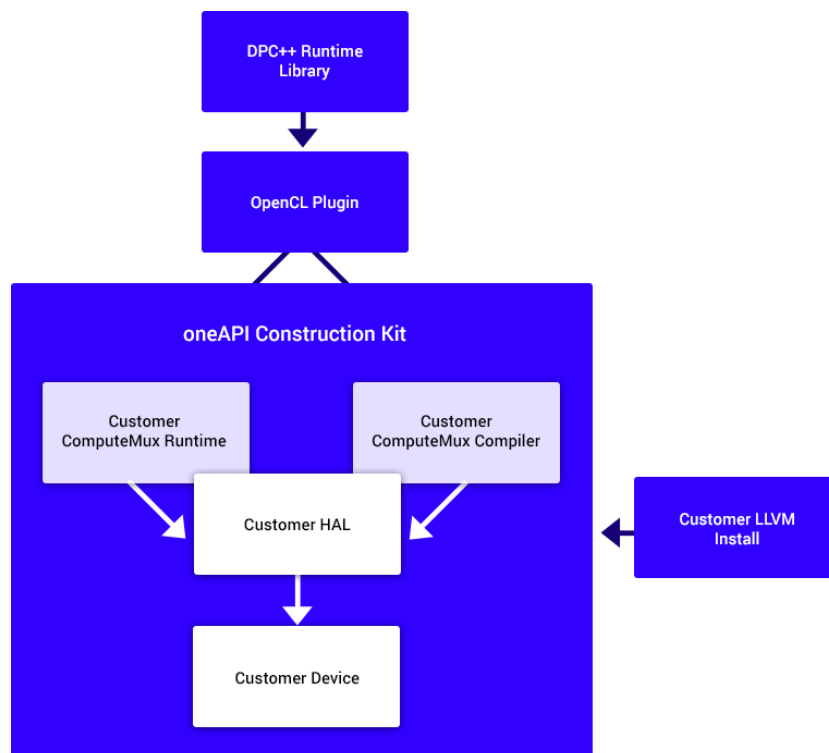 DPC++ Runtime
Library
OpenCL Plugin
oneAPI Construction Kit
Customer
ComputeMux Runtime
Customer
ComputeMux Compiler
Customer HAL
Customer LLVM
Install
Customer Device